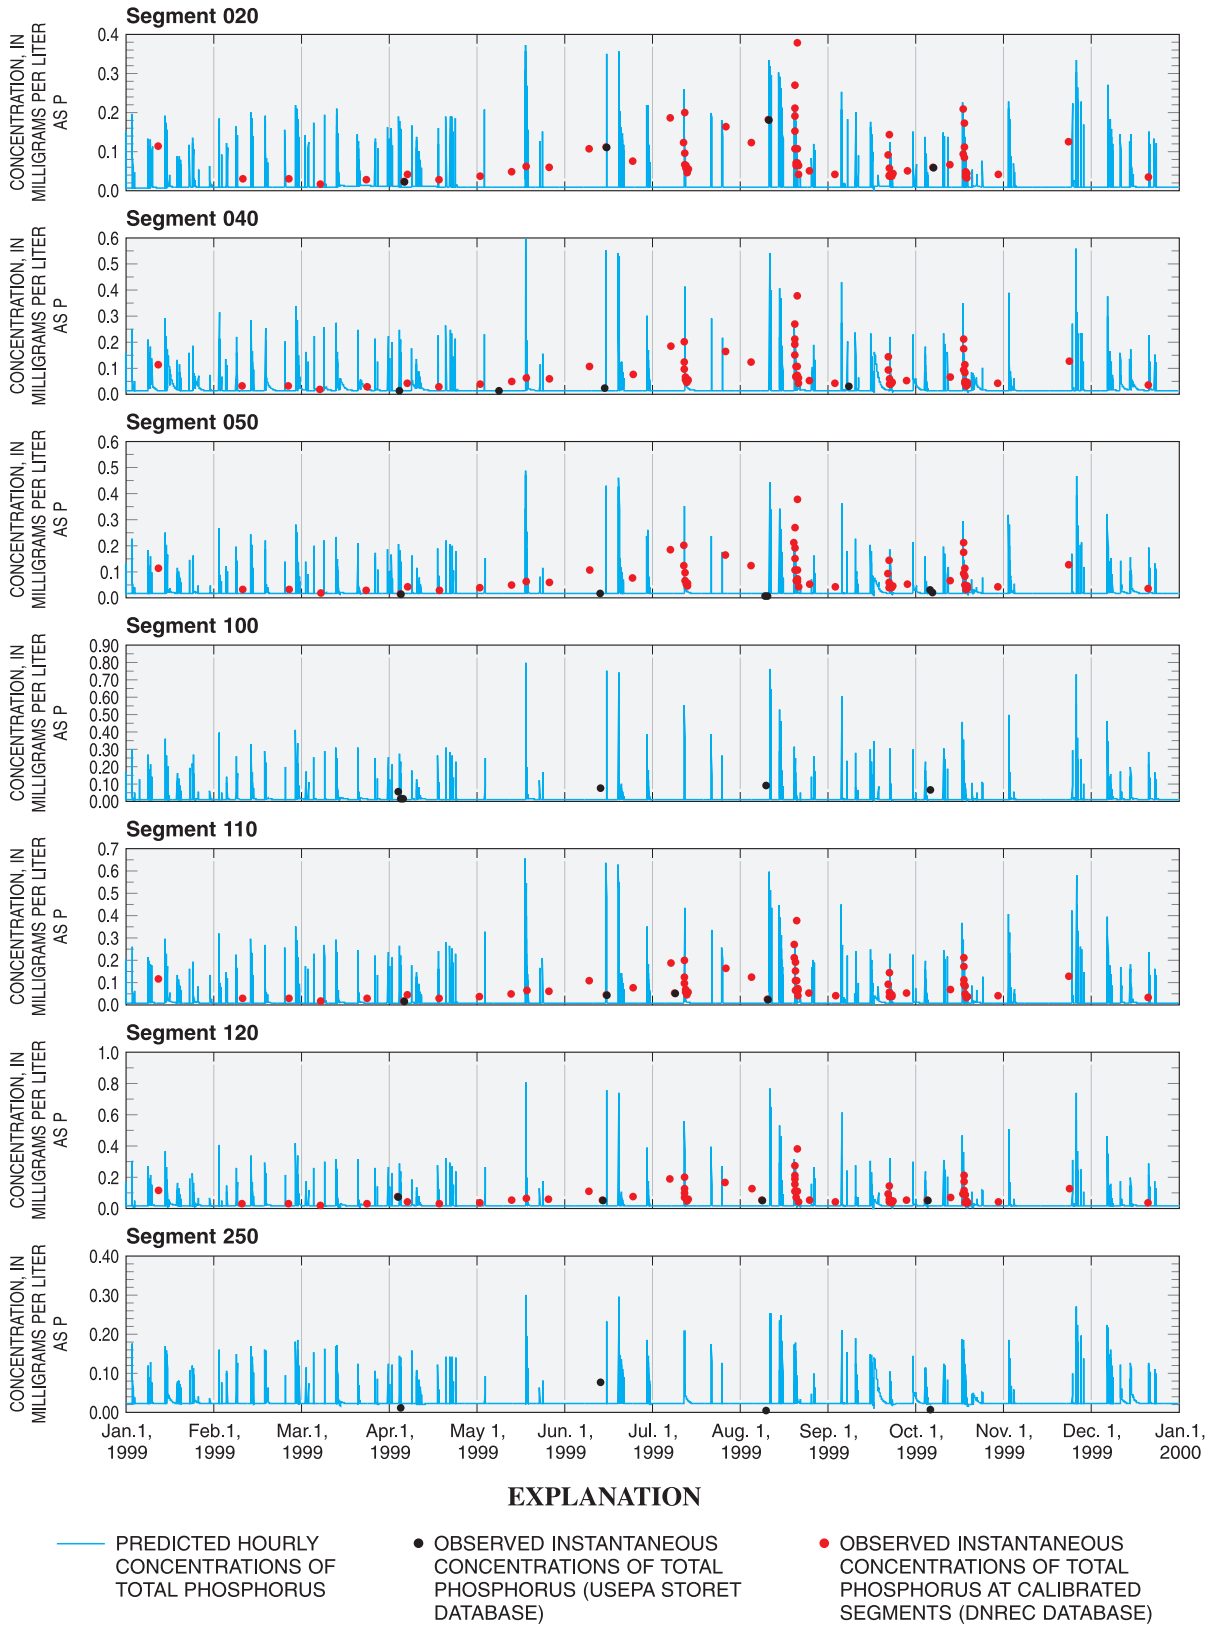 Segment 020
CONCENTRATION, IN
MILLIGRAMS PER LITER
AS P
0.4
0.3
0.2
0.1
0.0
Segment 040
CONCENTRATION, IN
MILLIGRAMS PER LITER
AS P
0.6
0.5
0.4
0.3
0.2
0.1
0.0
Segment 050
CONCENTRATION, IN
MILLIGRAMS PER LITER
AS P
0.6
0.5
0.4
0.3
0.2
0.1
0.0
Segment 100
CONCENTRATION, IN
MILLIGRAMS PER LITER
AS P
0.90
0.80
0.70
0.60
0.50
0.40
0.30
0.20
0.10
0.00
Segment 110
CONCENTRATION, IN
MILLIGRAMS PER LITER
AS P
0.7
0.6
0.5
0.4
0.3
0.2
0.1
0.0
Segment 120
CONCENTRATION, IN
MILLIGRAMS PER LITER
AS P
1.0
0.8
0.6
0.4
0.2
0.0
Segment 250
CONCENTRATION, IN
MILLIGRAMS PER LITER
AS P
0.40
0.30
0.20
0.10
0.00
Jan.1, Feb.1, Mar.1, Apr.1, May 1, Jun. 1, Jul. 1, Aug. 1, Sep. 1, Oct.1, Nov. 1, Dec. 1, Jan.1,
1999 1999 1999 1999 1999 1999 1999 1999 1999 1999 1999 1999 2000
EXPLANATION
PREDICTED HOURLY
CONCENTRATIONS OF
TOTAL PHOSPHORUS
OBSERVED INSTANTANEOUS
CONCENTRATIONS OF TOTAL
PHOSPHORUS (USEPA STORET
DATABASE)
OBSERVED INSTANTANEOUS
CONCENTRATIONS OF TOTAL
PHOSPHORUS AT CALIBRATED
SEGMENTS (DNREC DATABASE)